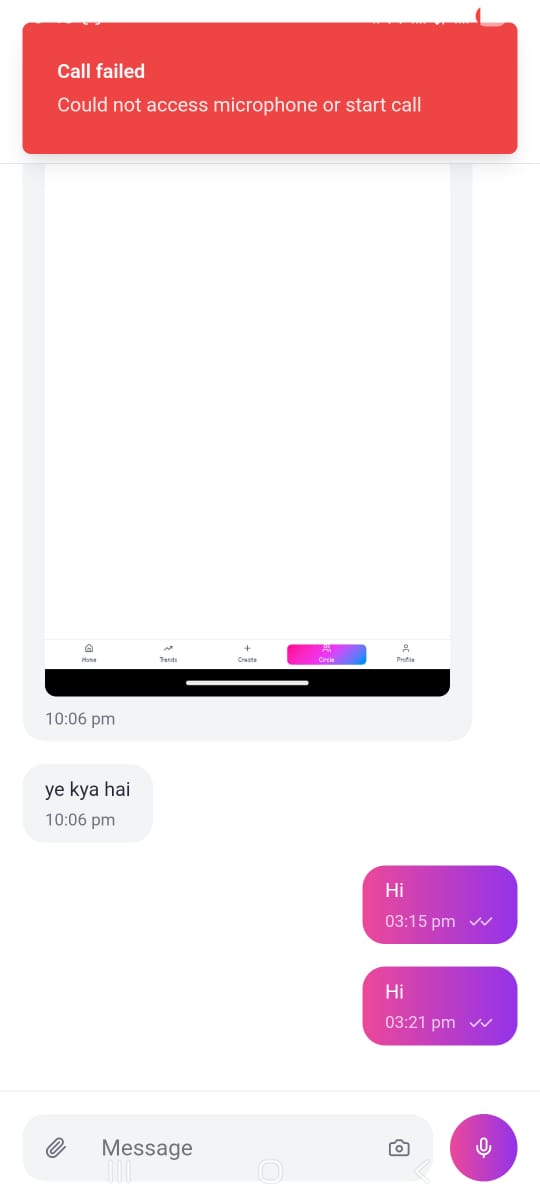 Call failed
Could not access microphone or start call
Home Trends Create Circle Profile
10:06 pm
ye kya hai
10:06 pm
Hi
03:15 pm
Hi
03:21 pm
Message